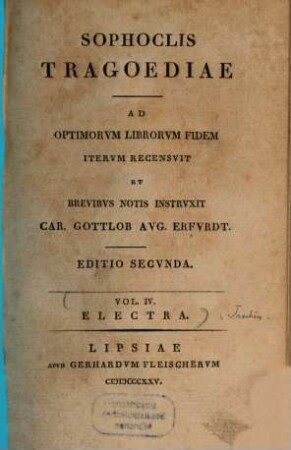 SOPHOCLIS
TRAGOEDIAE
AD
OPTIMORVM LIBRORVM FIDEM
ITERVM RECENSVIT
ET
BREVIBVS NOTIS INSTRVXIT
CAR. GOTTLOB AVG. ERFVRDT.
EDITIO SECVNDA.
VOL. IV.
ELECTRA.
LIPSIAE
APVD GERHARDVM FLEISCHERVM
CIƆIƆCCCXXV.